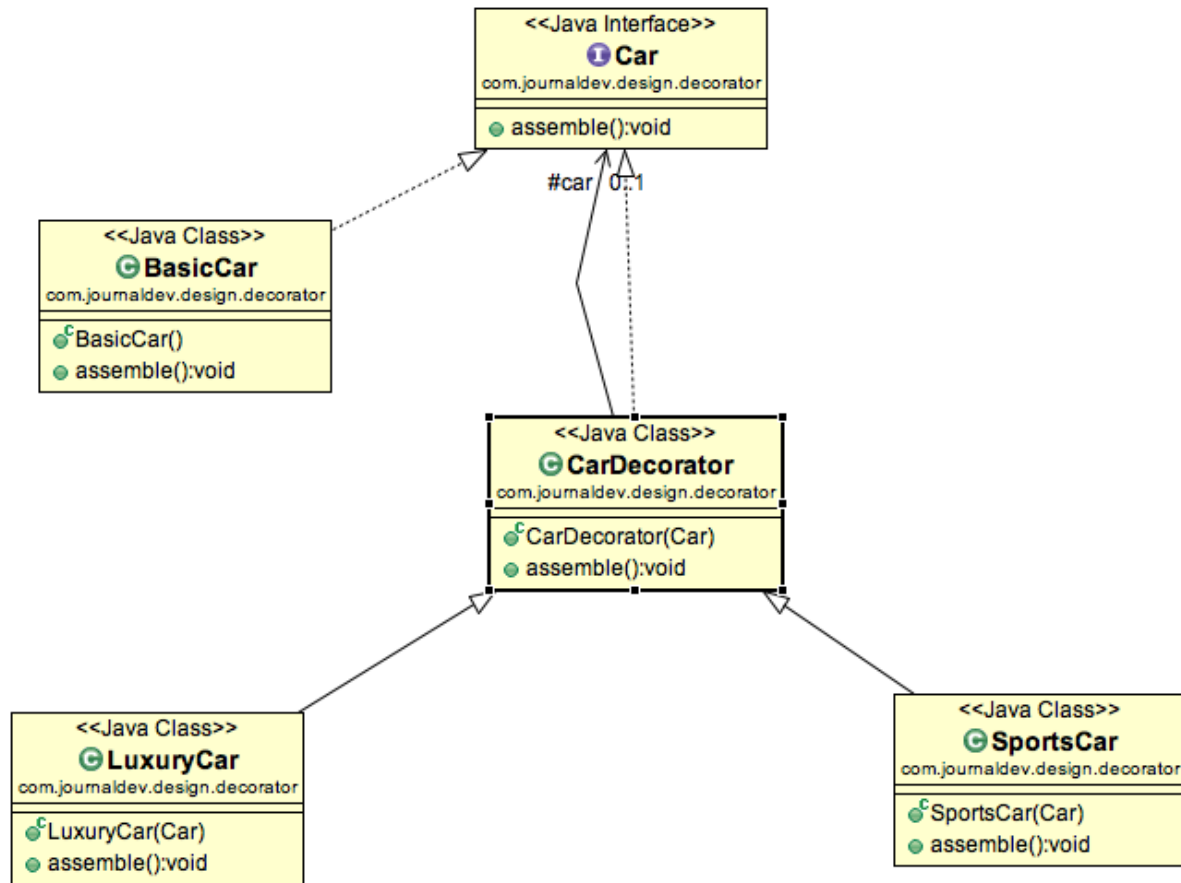 <<Java Interface>>
I Car
com.journaldev.design.decorator
assemble():void
#car 0..1
<<Java Class>>
C BasicCar
com.journaldev.design.decorator
C BasicCar()
assemble():void
<<Java Class>>
C CarDecorator
com.journaldev.design.decorator
C CarDecorator(Car)
assemble():void
<<Java Class>>
C LuxuryCar
com.journaldev.design.decorator
C LuxuryCar(Car)
assemble():void
<<Java Class>>
C SportsCar
com.journaldev.design.decorator
C SportsCar(Car)
assemble():void